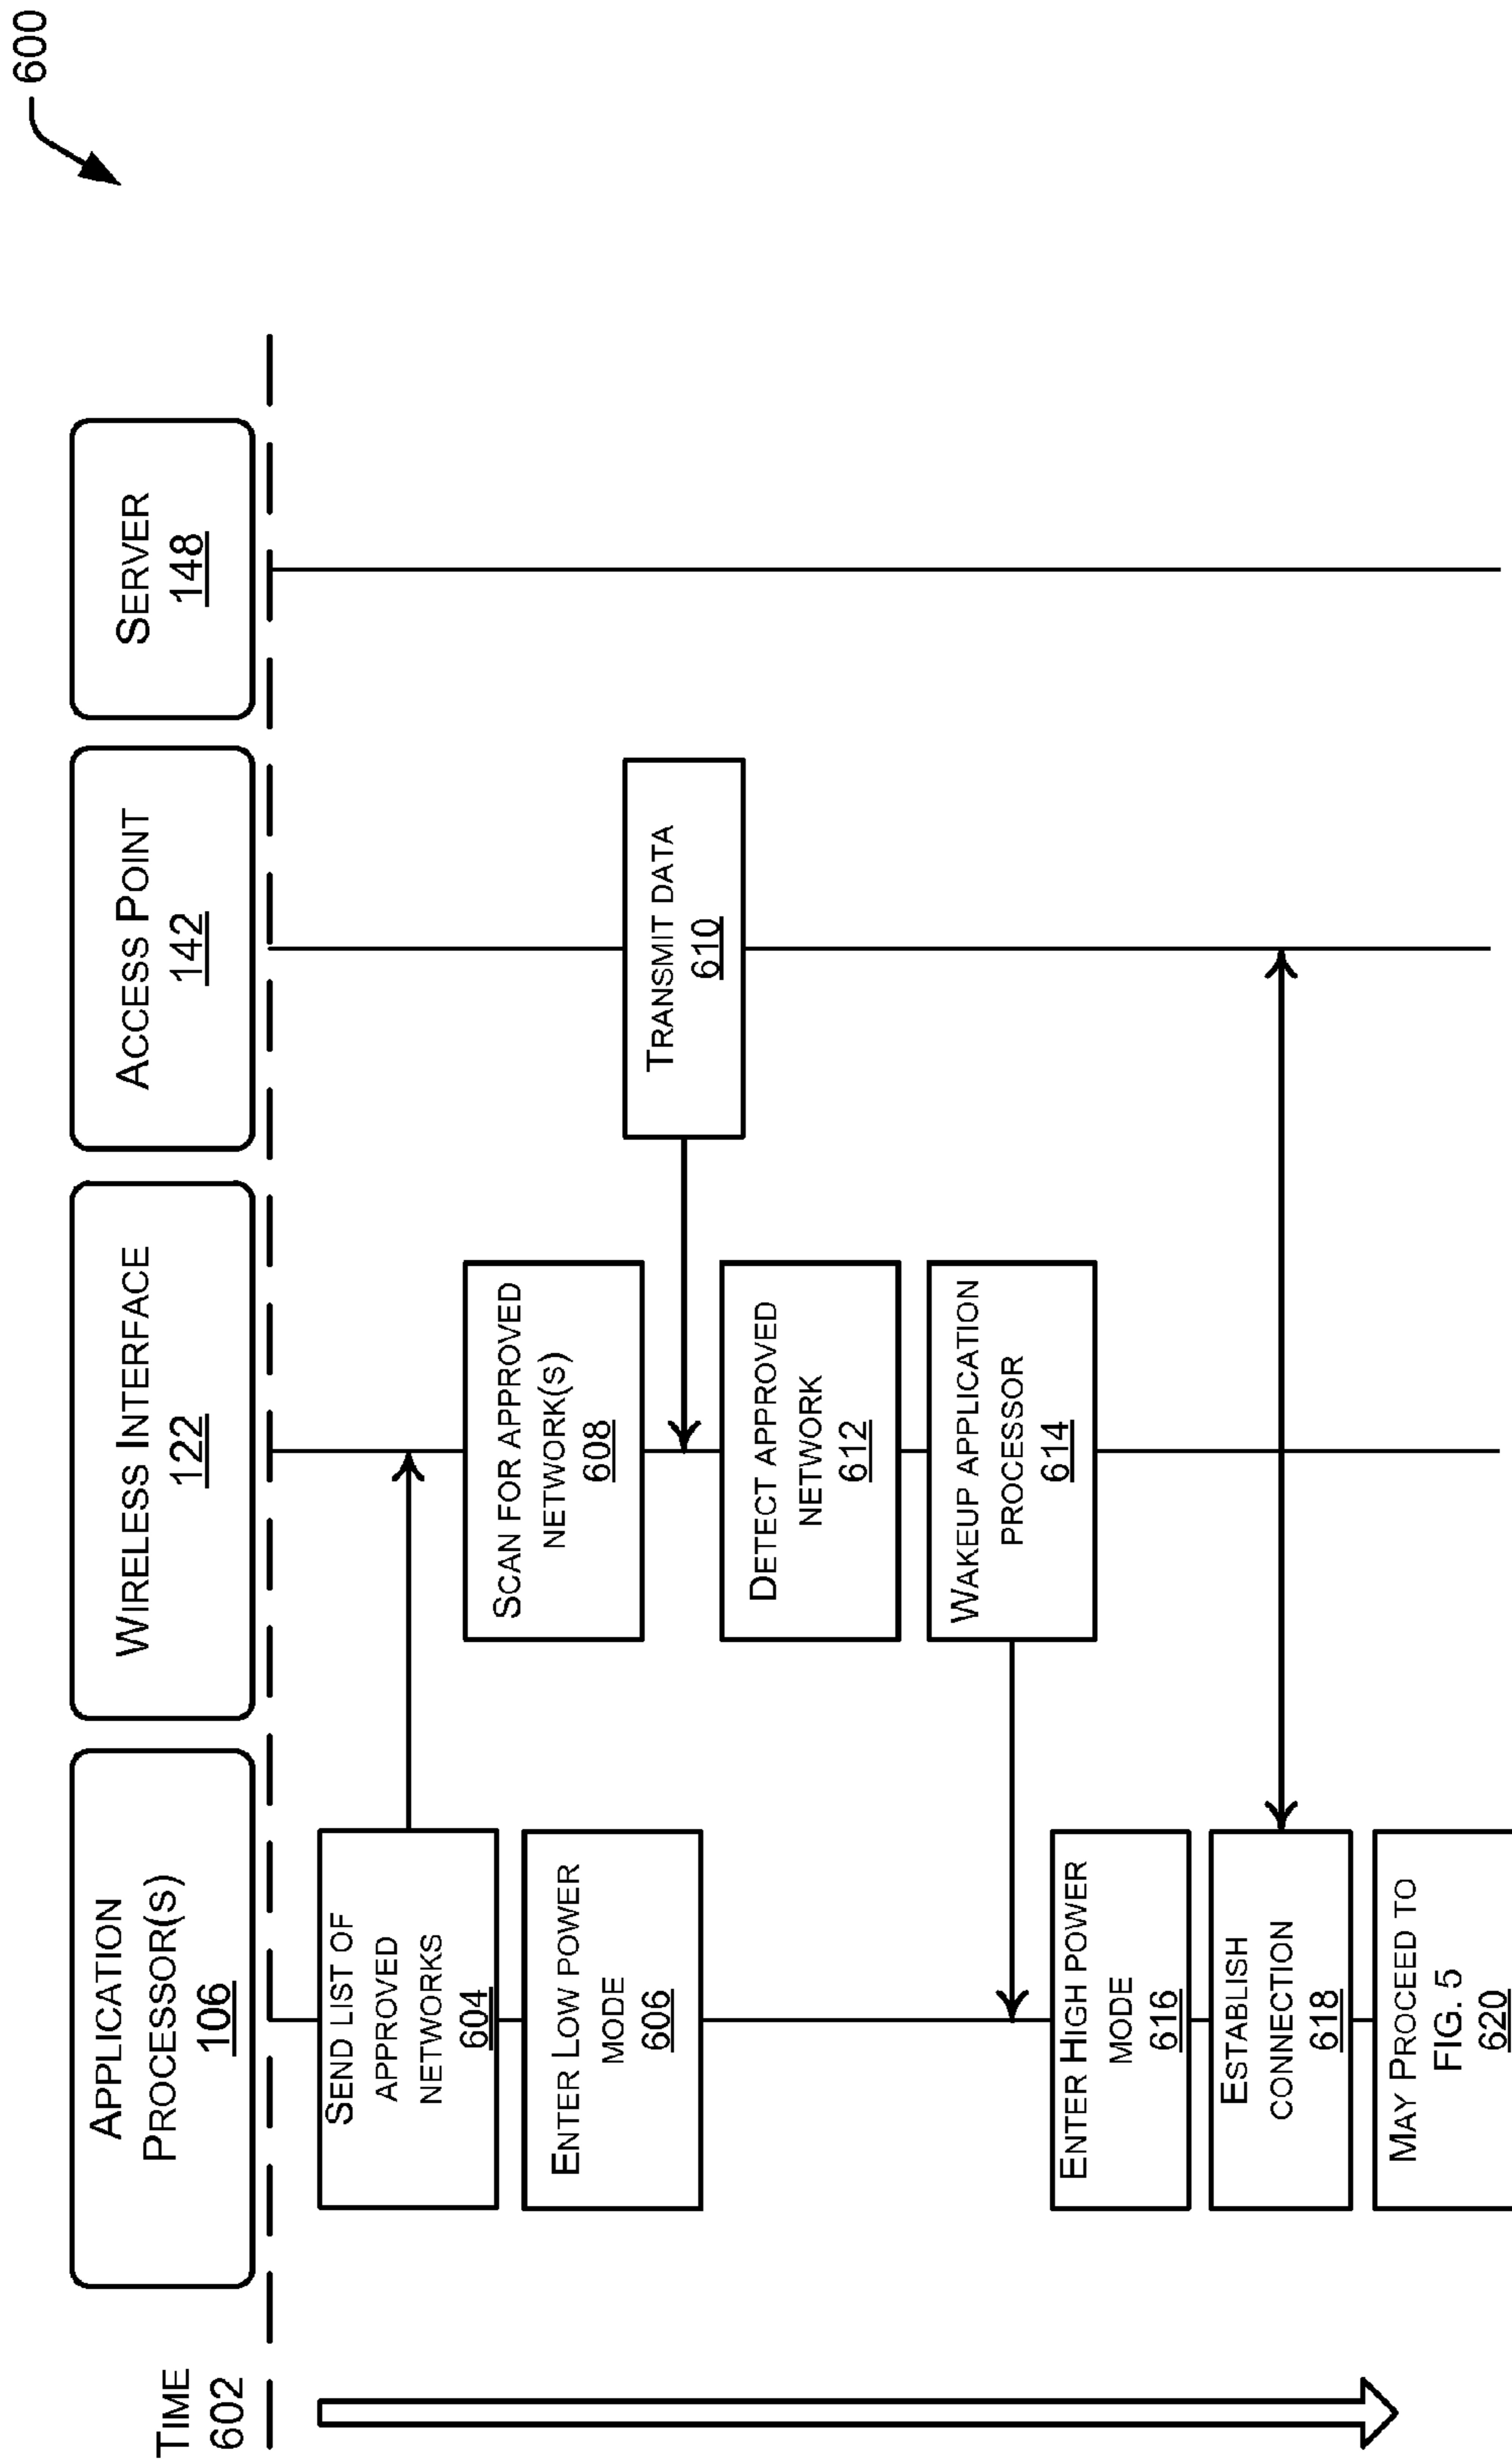 600
TIME
602
APPLICATION
PROCESSOR(S)
106
WIRELESS INTERFACE
122
ACCESS POINT
142
SERVER
148
SEND LIST OF
APPROVED
NETWORKS
604
ENTER LOW POWER
MODE
606
SCAN FOR APPROVED
NETWORK(S)
608
TRANSMIT DATA
610
DETECT APPROVED
NETWORK
612
WAKEUP APPLICATION
PROCESSOR
614
ENTER HIGH POWER
MODE
616
ESTABLISH
CONNECTION
618
MAY PROCEED TO
FIG. 5
620